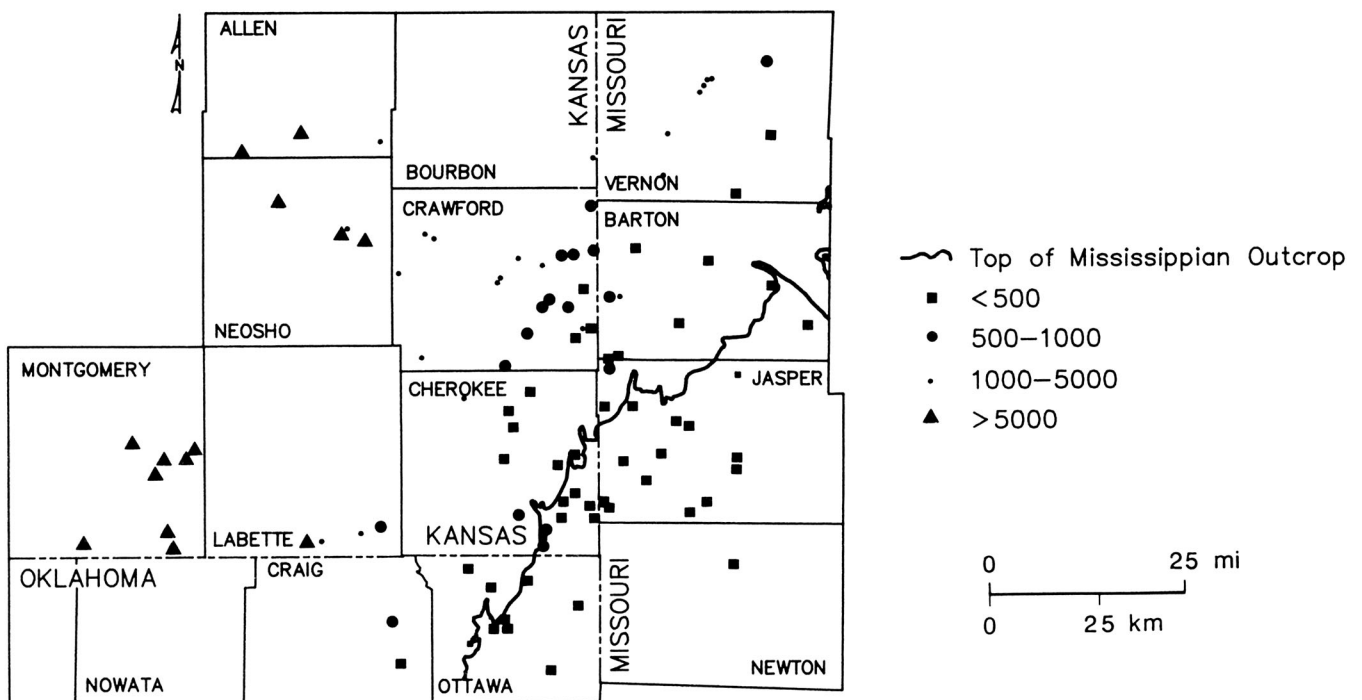 ALLEN
N
KANSAS
MISSOURI
BOURBON
VERNON
CRAWFORD
BARTON
NEOSHO
MONTGOMERY
CHEROKEE
JASPER
LABETTE
KANSAS
OKLAHOMA
CRAIG
MISSOURI
NOWATA
OTTAWA
NEWTON
Top of Mississippian Outcrop
<500
500–1000
1000–5000
>5000
0 25 mi
0 25 km